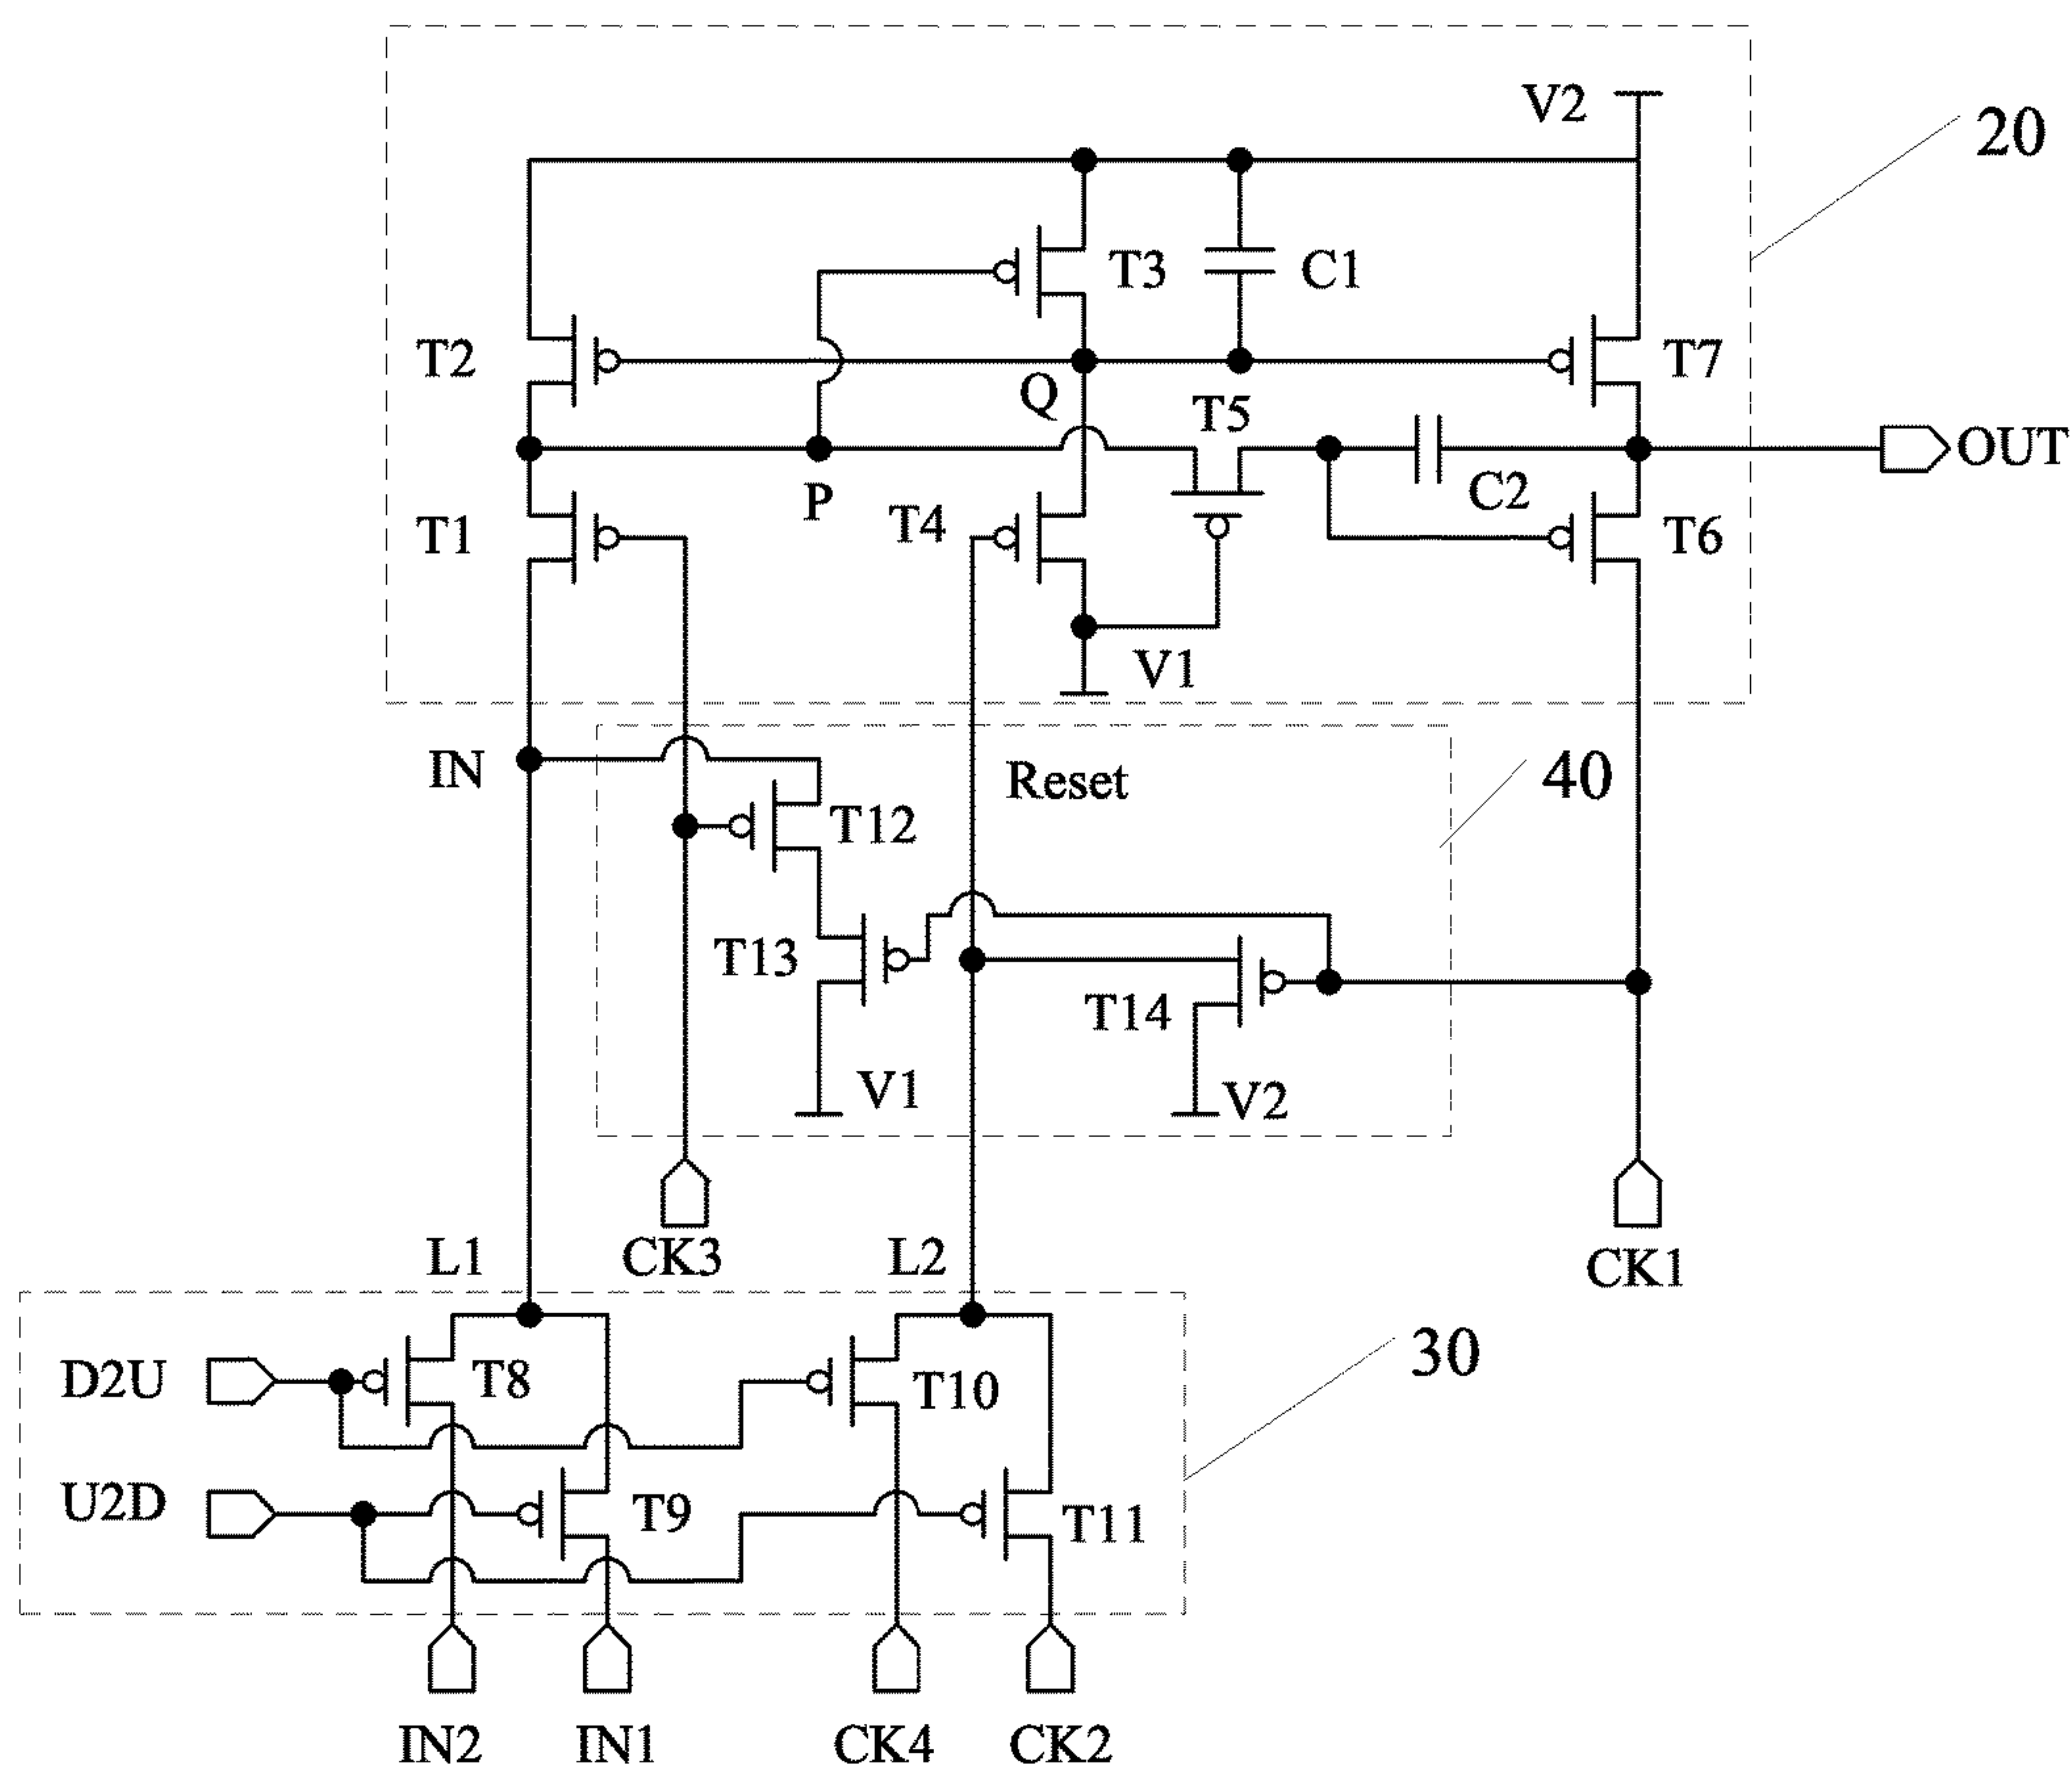 V2
20
T3
C1
T2
T7
Q
T5
OUT
P
C2
T1
T4
T6
V1
IN
Reset
40
T12
T13
T14
V1
V2
L1
CK3
L2
CK1
D2U
T8
T10
30
U2D
T9
T11
IN2
IN1
CK4
CK2